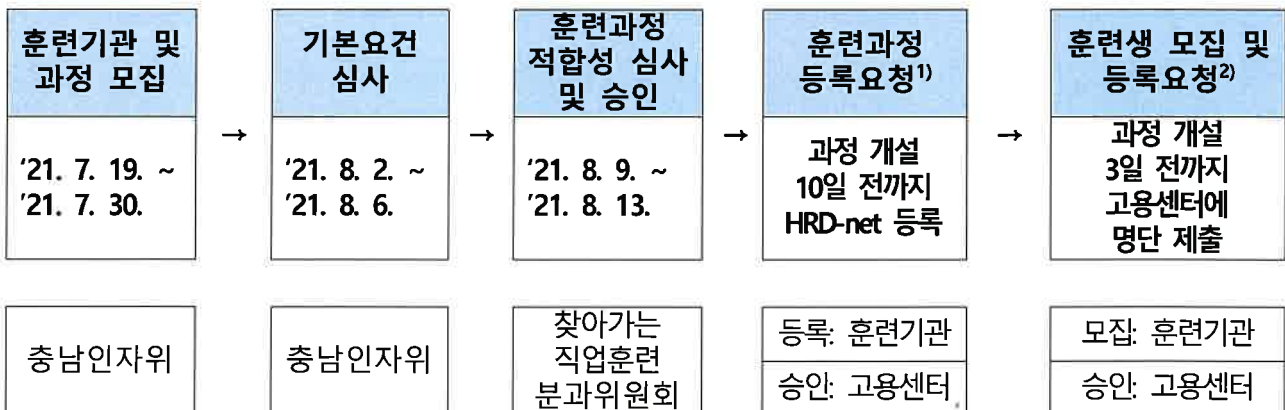 훈련기관 및
과정 모집
'21. 7. 19. ~
'21. 7. 30.
→
기본요건
심사
'21. 8. 2. ~
'21. 8. 6.
→
훈련과정
적합성 심사
및 승인
'21. 8. 9. ~
'21. 8. 13.
→
훈련과정
등록요청1)
과정 개설
10일 전까지
HRD-net 등록
→
훈련생 모집 및
등록요청2)
과정 개설
3일 전까지
고용센터에
명단 제출
충남인자위
충남인자위
찾아가는
직업훈련
분과위원회
등록: 훈련기관
승인: 고용센터
모집: 훈련기관
승인: 고용센터